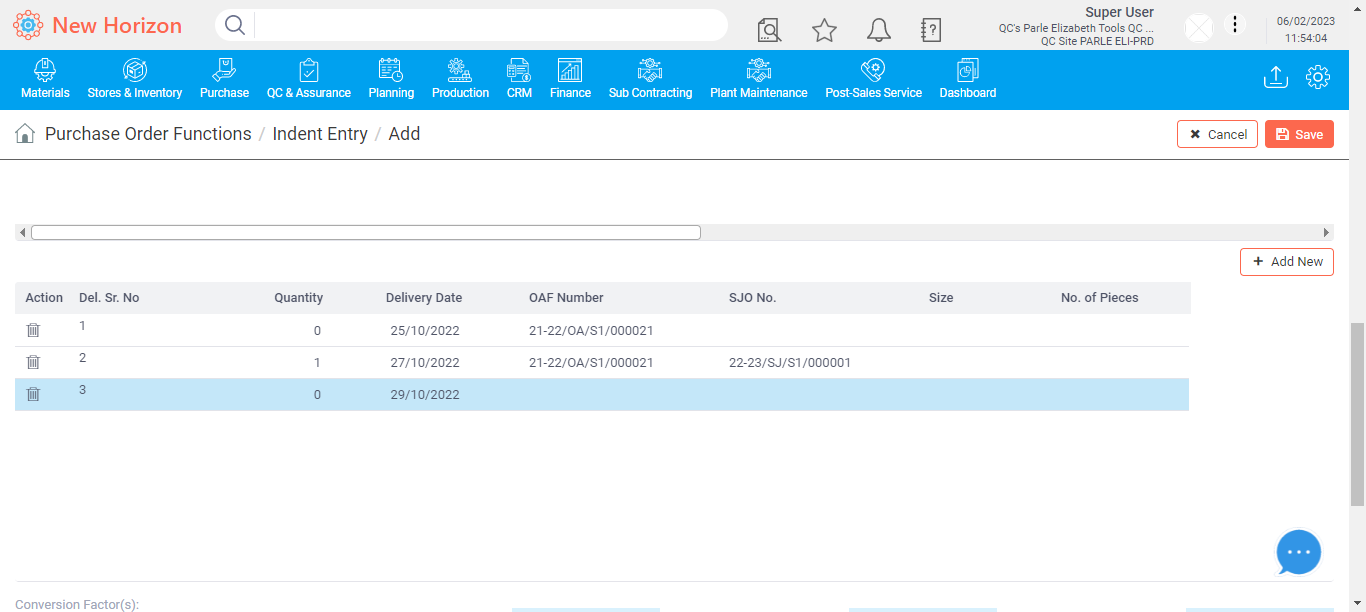 New Horizon
Super User
QC's Parle Elizabeth Tools QC ...
QC Site PARLE ELI-PRD
06/02/2023
11:54:04
Materials Stores & Inventory Purchase QC & Assurance Planning Production CRM Finance Sub Contracting Plant Maintenance Post-Sales Service Dashboard
Purchase Order Functions / Indent Entry / Add
Cancel Save
Add New
Action Del. Sr. No Quantity Delivery Date OAF Number SJO No. Size No. of Pieces
1 0 25/10/2022 21-22/OA/S1/000021
2 1 27/10/2022 21-22/OA/S1/000021 22-23/SJ/S1/000001
3 0 29/10/2022
Conversion Factor(s):